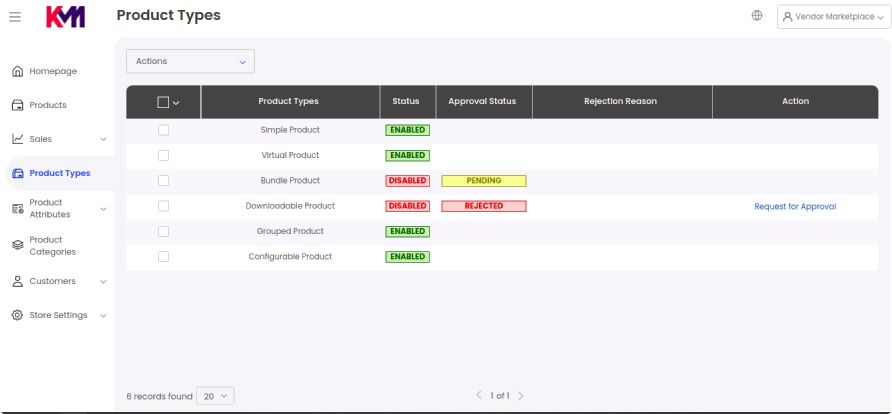 KMM
Product Types
Vendor Marketplace
Homepage
Products
Sales
Product Types
Product
Attributes
Product
Categories
Customers
Store Settings
Actions
Product Types Status Approval Status Rejection Reason Action
Simple Product ENABLED
Virtual Product ENABLED
Bundle Product DISABLED PENDING
Downloadable Product DISABLED REJECTED Request for Approval
Grouped Product ENABLED
Configurable Product ENABLED
6 records found 20 1 of 1